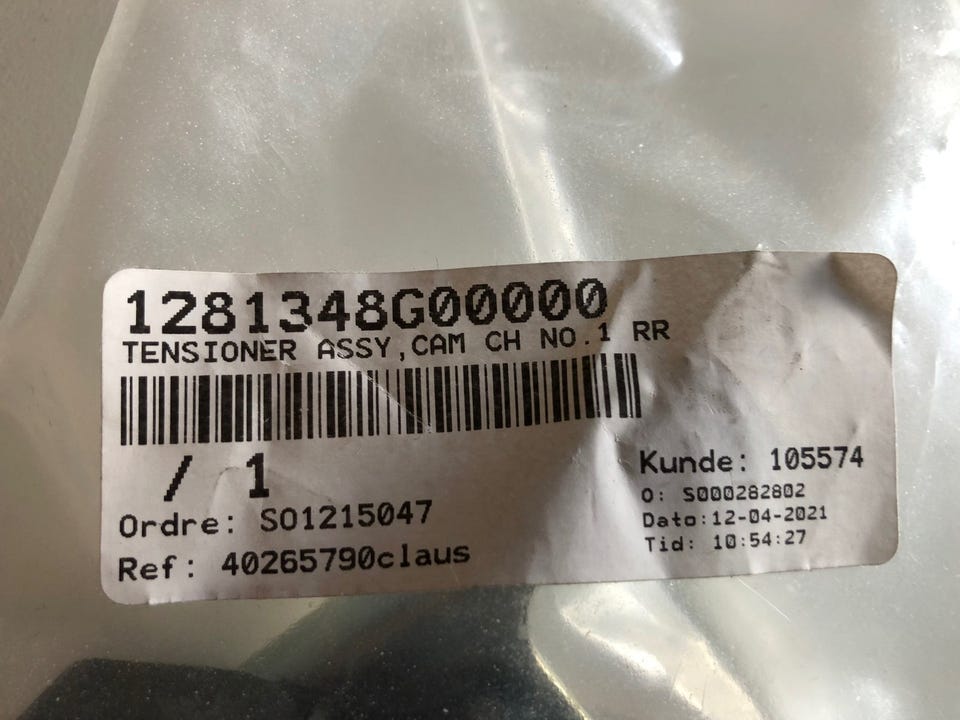 1281348G00000
TENSIONER ASSY,CAM CH NO.1 RR
/ 1
Ordre: SO1215047
Ref: 40265790claus
Kunde: 105574
O: S000282802
Dato:12-04-2021
Tid: 10:54:27